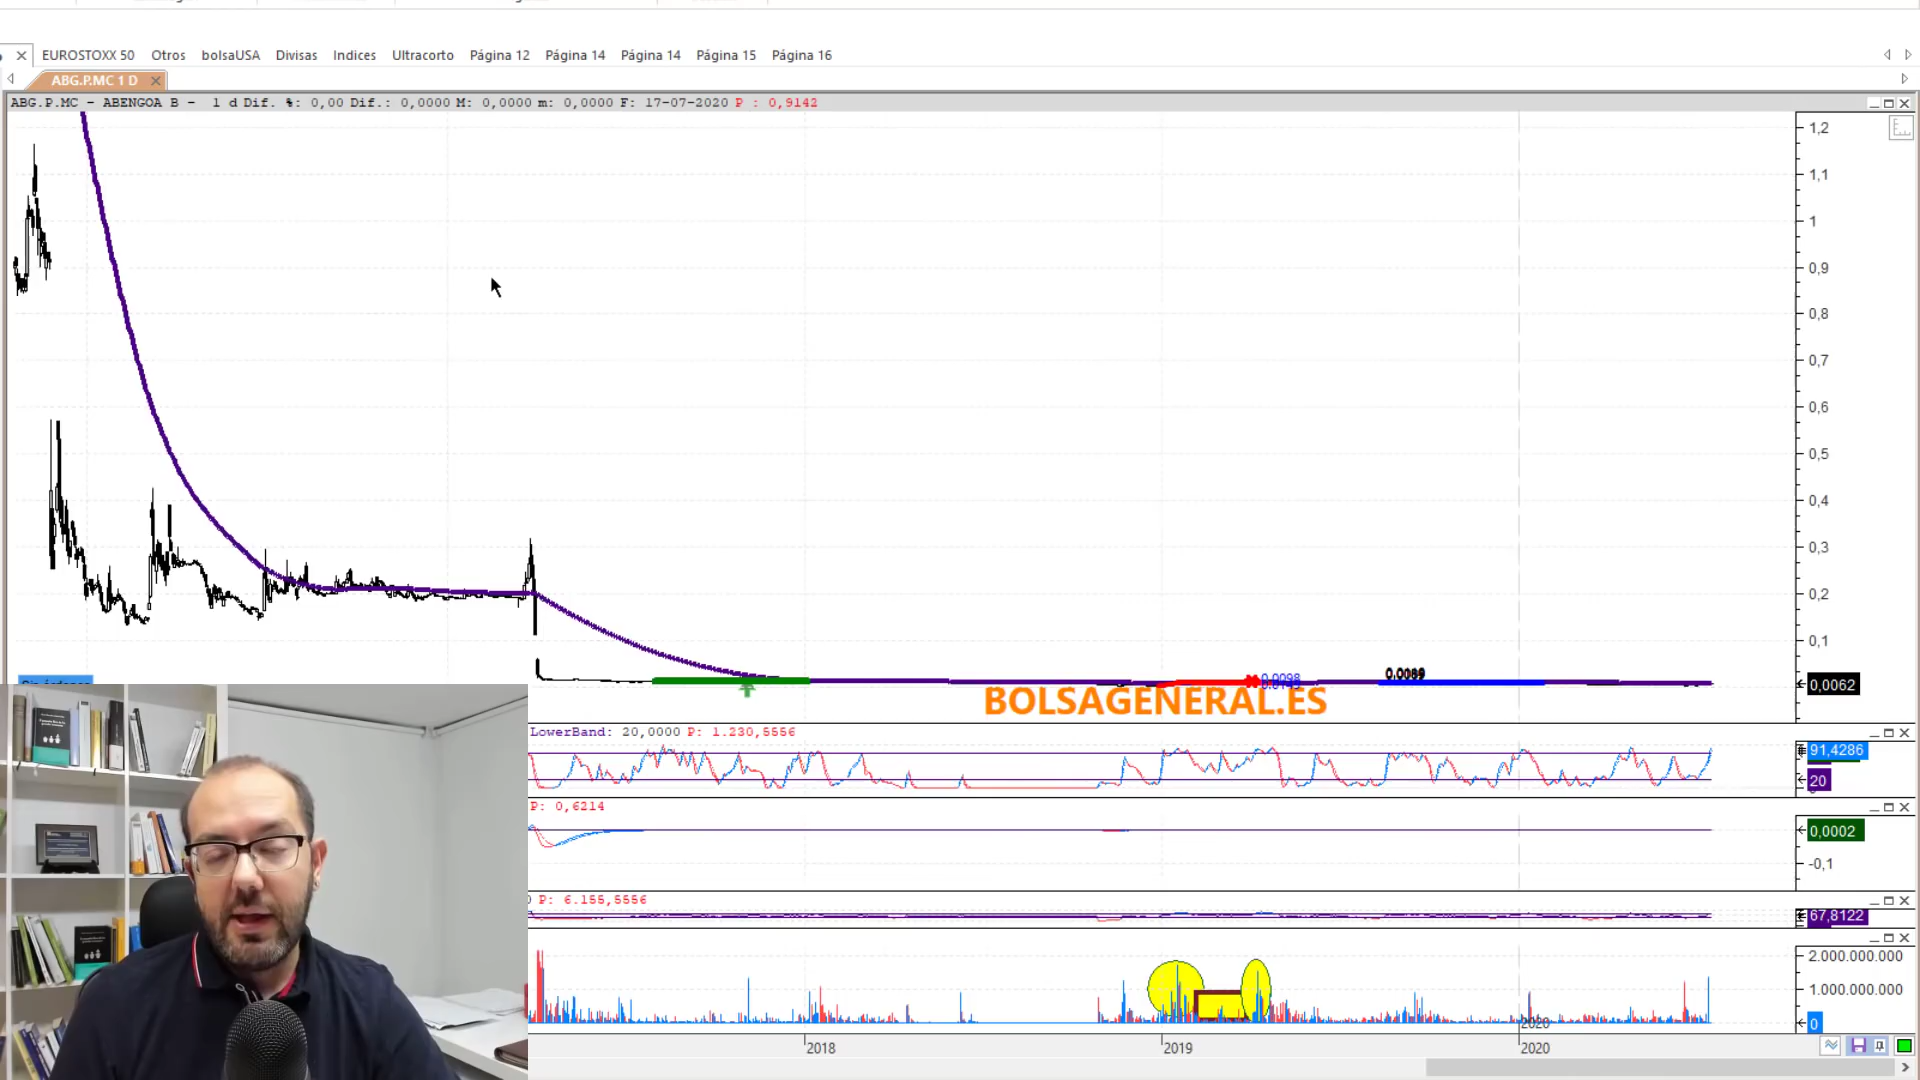 EUROSTOXX 50 Otros bolsaUSA Divisas Indices Ultracorto Página 12 Página 14 Página 14 Página 15 Página 16
ABG.P.MC 1 D
ABG.P.MC - ABENGOA B - 1 d Dif. %: 0,00 Dif.: 0,0000 M: 0,0000 m: 0,0000 F: 17-07-2020 P : 0,9142
1,2
1,1
1
0,9
0,8
0,7
0,6
0,5
0,4
0,3
0,2
0,1
0,0062
0.0098
BOLSAGENERAL.ES
LowerBand: 20,0000 P: 1.230,5556
91,4286
20
P: 0,6214
0,0002
-0,1
P: 6.155,5556
67,8122
2.000.000.000
1.000.000.000
0
2020
2018 2019 2020